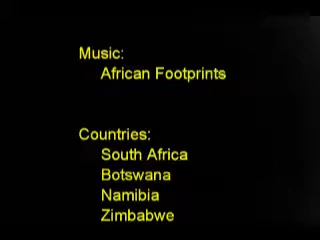 Music:
African Footprints
Countries:
South Africa
Botswana
Namibia
Zimbabwe